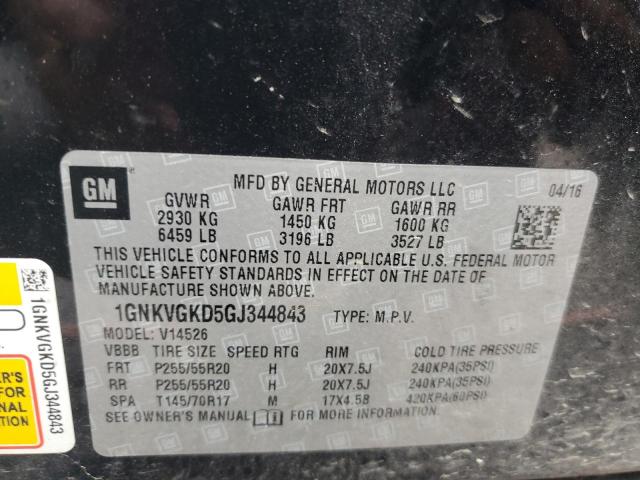 GM
MFD BY GENERAL MOTORS LLC
04/16
GVWR GAWR FRT GAWR RR
2930 KG 1450 KG 1600 KG
6459 LB 3196 LB 3527 LB
THIS VEHICLE CONFORMS TO ALL APPLICABLE U.S. FEDERAL MOTOR
VEHICLE SAFETY STANDARDS IN EFFECT ON THE DATE OF
MANUFACTURE SHOWN ABOVE.
1GNKVGKD5GJ344843 TYPE: M.P.V.
MODEL: V14526
VBBB TIRE SIZE SPEED RTG RIM COLD TIRE PRESSURE
FRT P255/55R20 H 20X7.5J 240KPA(35PSI)
RR P255/55R20 H 20X7.5J 240KPA(35PSI)
SPA T145/70R17 M 17X4.5B 420KPA(60PSI)
SEE OWNER'S MANUAL FOR MORE INFORMATION
1GNKVGKD5GJ344843
ER'S
FOR
NAL
ON